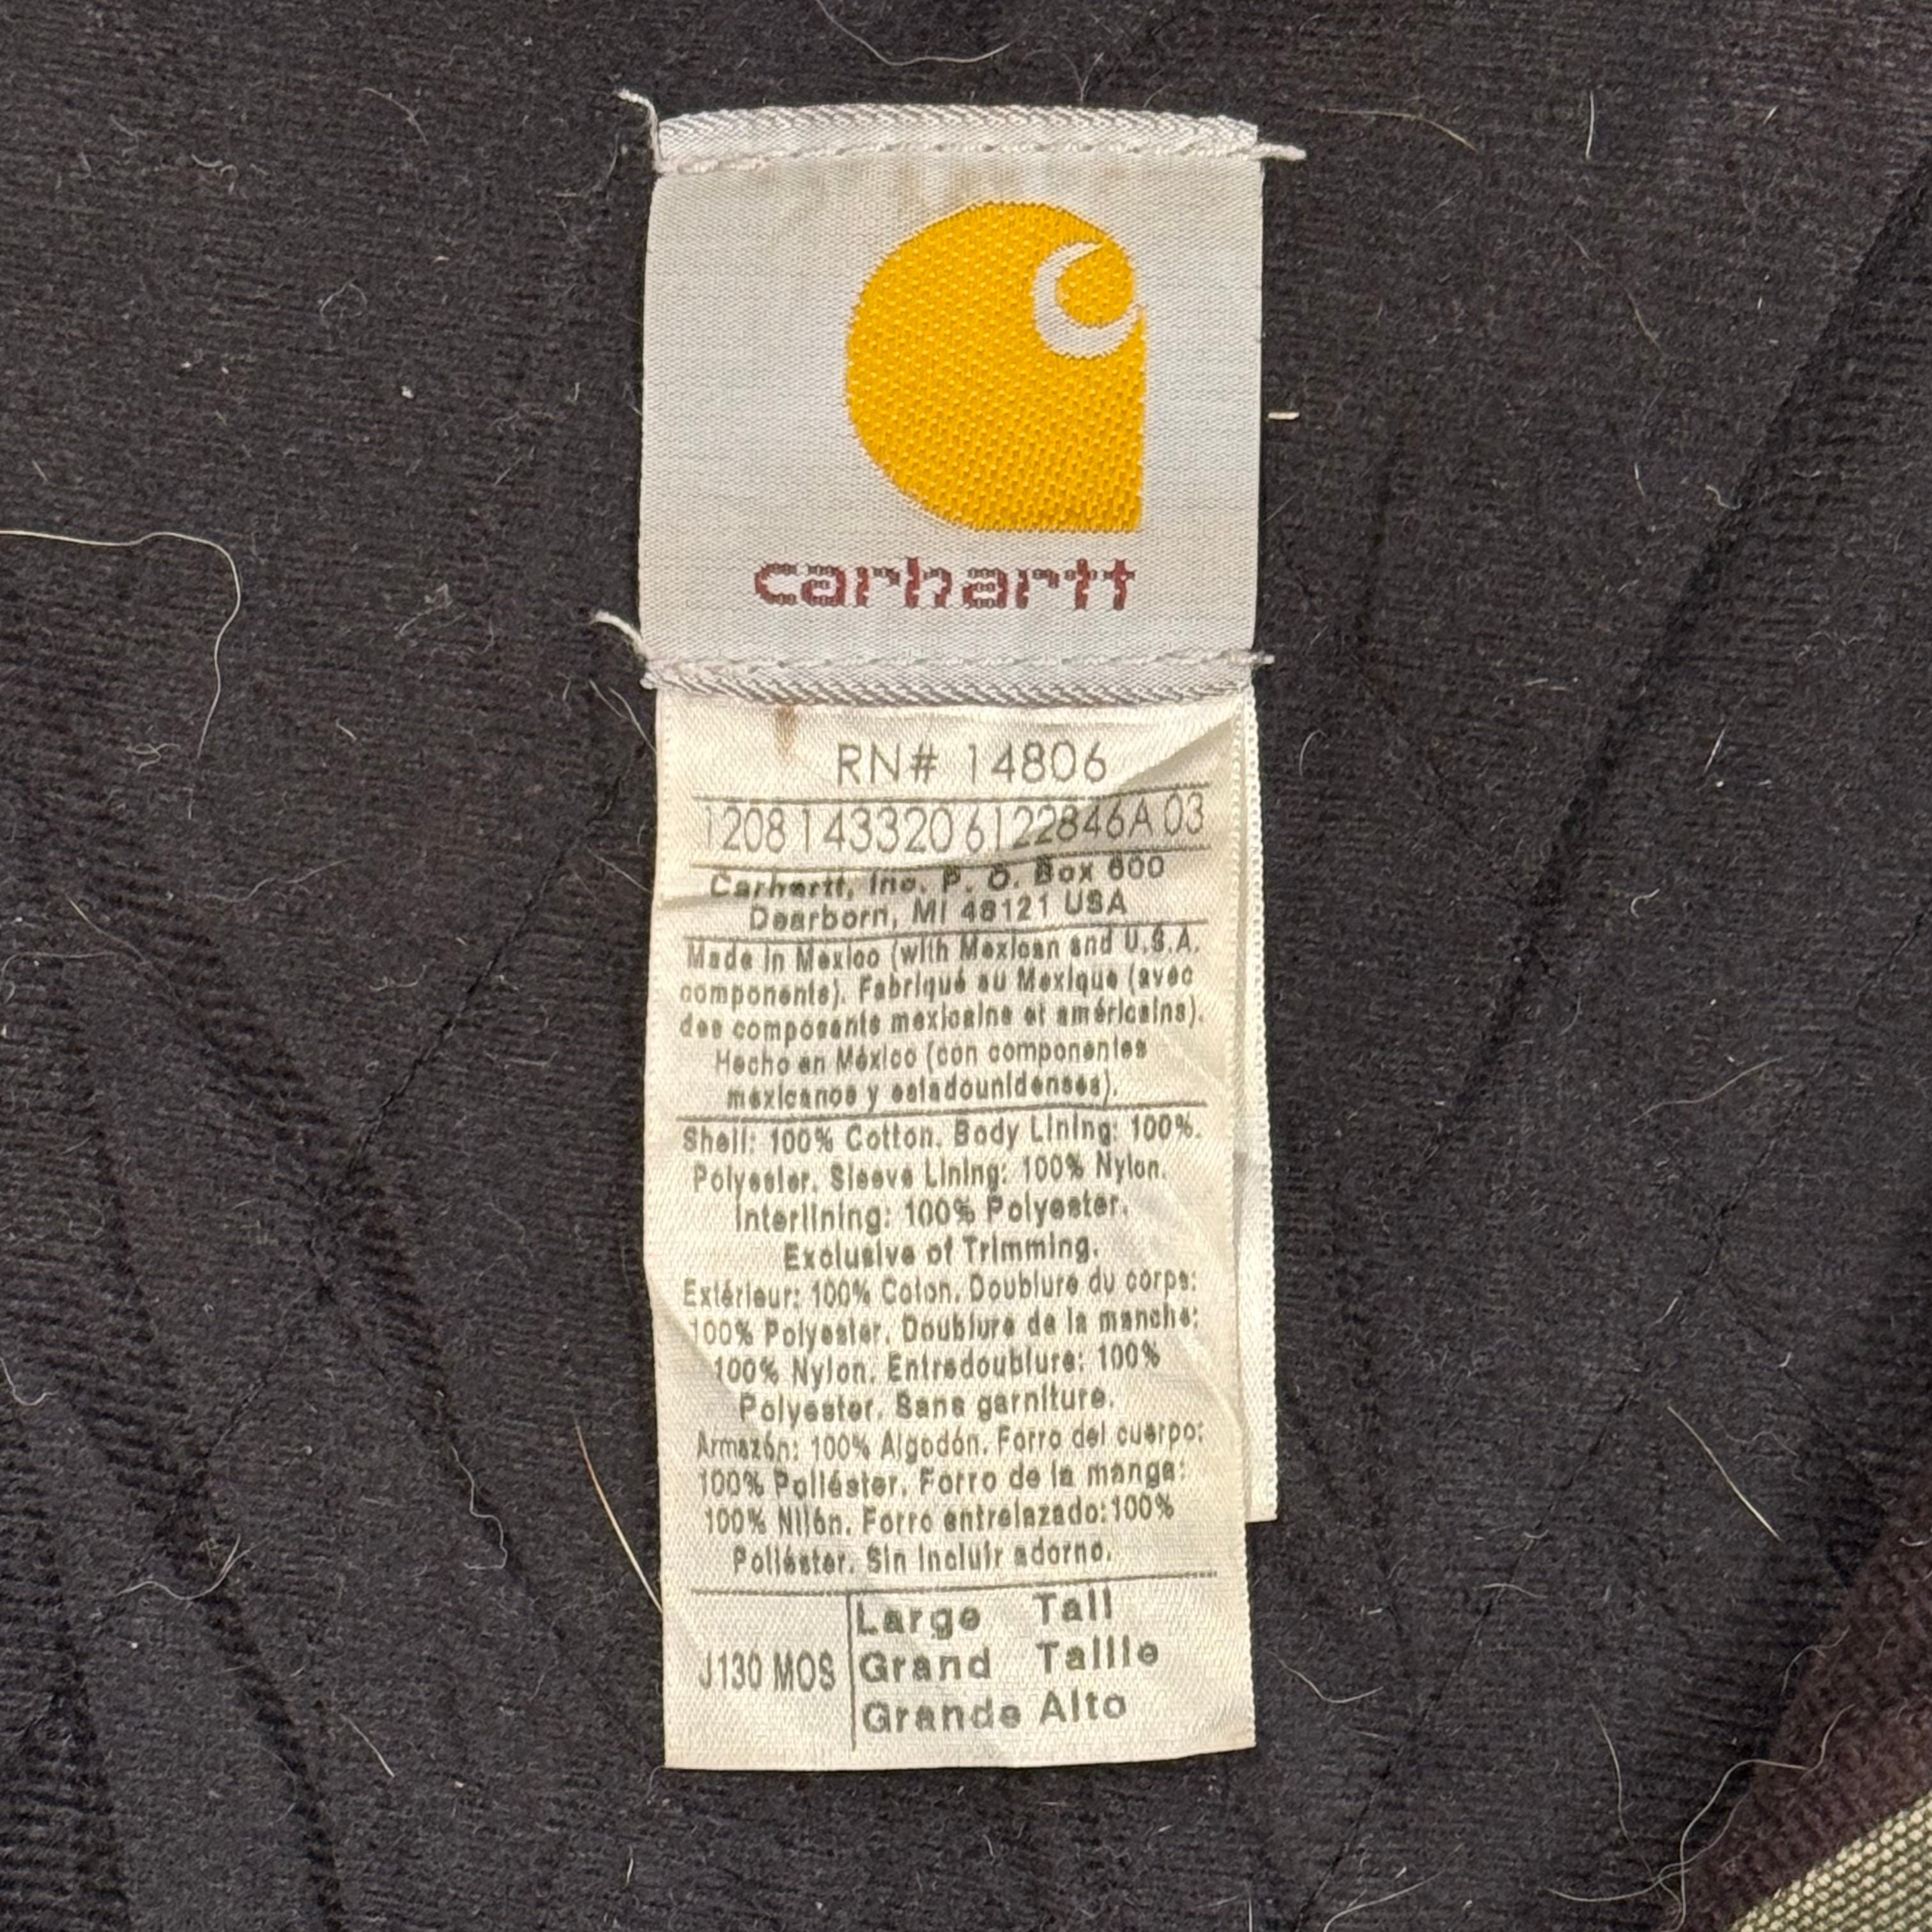 carhartt
RN# 14806
1208 143320 6122846A 03
Carhartt, Inc. P. O. Box 600
Dearborn, MI 48121 USA
Made in Mexico (with Mexican and U.S.A.
components). Fabriqué au Mexique (avec
des composants mexicains et américains).
Hecho en México (con componentes
mexicanos y estadounidenses).
Shell: 100% Cotton. Body Lining: 100%.
Polyester. Sleeve Lining: 100% Nylon.
Interlining: 100% Polyester.
Exclusive of Trimming.
Extérieur: 100% Coton. Doublure du corps:
100% Polyester. Doublure de la manche:
100% Nylon. Entredoublure: 100%
Polyester. Sans garniture.
Armazón: 100% Algodón. Forro del cuerpo:
100% Poliéster. Forro de la manga:
100% Nilón. Forro entrelazado: 100%
Poliéster. Sin incluir adorno.
J130 MOS
Large Tall
Grand Taille
Grande Alto